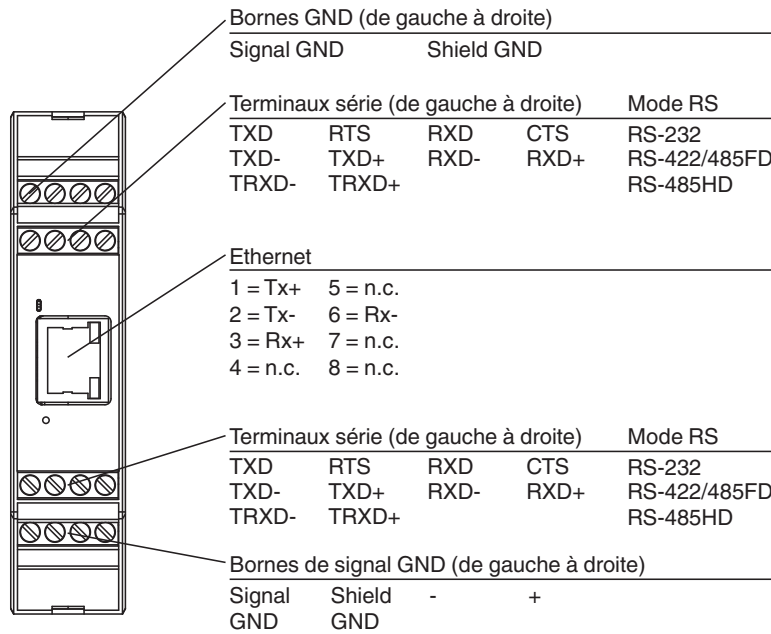 Bornes GND (de gauche à droite)
Signal GND Shield GND
Terminaux série (de gauche à droite) Mode RS
TXD RTS RXD CTS RS-232
TXD- TXD+ RXD- RXD+ RS-422/485FD
TRXD- TRXD+ RS-485HD
Ethernet
1 = Tx+ 5 = n.c.
2 = Tx- 6 = Rx-
3 = Rx+ 7 = n.c.
4 = n.c. 8 = n.c.
Terminaux série (de gauche à droite) Mode RS
TXD RTS RXD CTS RS-232
TXD- TXD+ RXD- RXD+ RS-422/485FD
TRXD- TRXD+ RS-485HD
Bornes de signal GND (de gauche à droite)
Signal Shield - +
GND GND